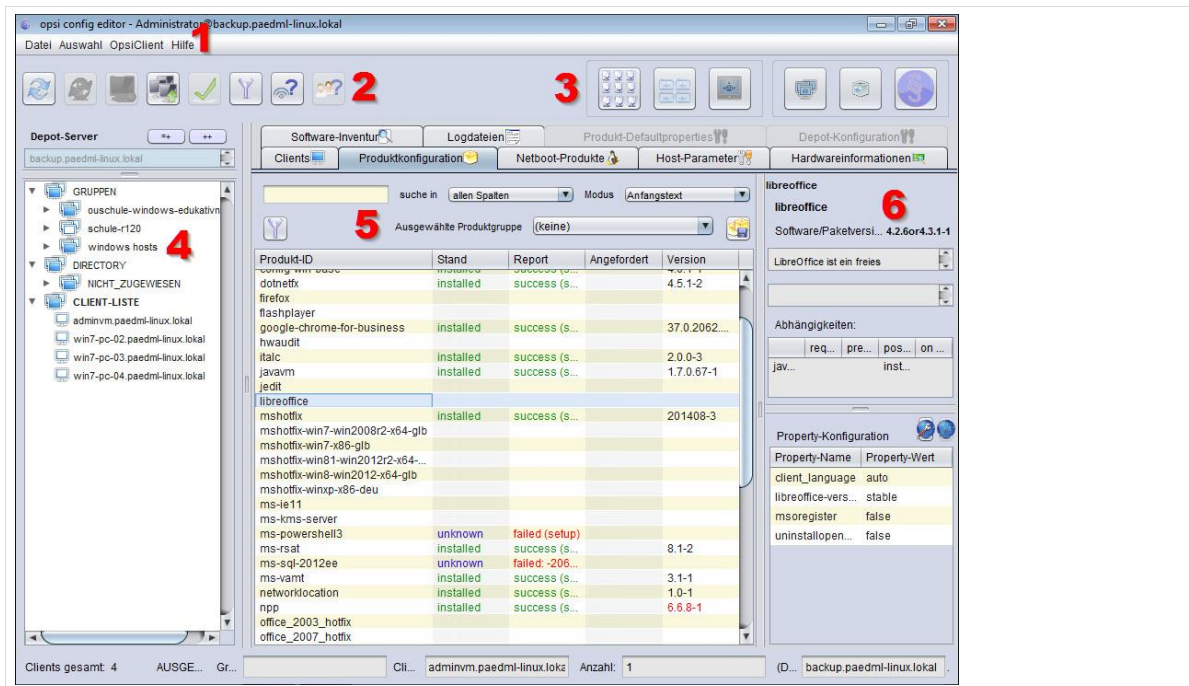 opsi config editor - Administrator@backup.paedml-linux.lokal
Datei Auswahl OpsiClient Hilfe
1
2
3
Depot-Server
backup.paedml-linux.lokal
GRUPPEN
ouschule-windows-edukativn
schule-r120
windows hosts
4
DIRECTORY
NICHT_ZUGEWIESEN
CLIENT-LISTE
adminvm.paedml-linux.lokal
win7-pc-02.paedml-linux.lokal
win7-pc-03.paedml-linux.lokal
win7-pc-04.paedml-linux.lokal
Software-Inventur Logdateien Produkt-Defaultproperties Depot-Konfiguration
Clients Produktkonfiguration Netboot-Produkte Host-Parameter Hardwareinformationen
suche in allen Spalten Modus Anfangstext
5 Ausgewählte Produktgruppe (keine)
Produkt-ID Stand Report Angefordert Version
config-win-base installed success (s... 4.0.1-1
dotnetfx installed success (s... 4.5.1-2
firefox
flashplayer
google-chrome-for-business installed success (s... 37.0.2062....
hwaudit
italc installed success (s... 2.0.0-3
javavm installed success (s... 1.7.0.67-1
jedit
libreoffice
mshotfix installed success (s... 201408-3
mshotfix-win7-win2008r2-x64-glb
mshotfix-win7-x86-glb
mshotfix-win81-win2012r2-x64-...
mshotfix-win8-win2012-x64-glb
mshotfix-winxp-x86-deu
ms-ie11
ms-kms-server
ms-powershell3 unknown failed (setup)
ms-rsat installed success (s... 8.1-2
ms-sql-2012ee unknown failed: -206...
ms-vamt installed success (s... 3.1-1
networklocation installed success (s... 1.0-1
npp installed success (s... 6.6.8-1
office_2003_hotfix
office_2007_hotfix
libreoffice
libreoffice
6
Software/Paketversi... 4.2.6or4.3.1-1
LibreOffice ist ein freies
Abhängigkeiten:
req... pre... pos... on ...
jav... inst...
Property-Konfiguration
Property-Name Property-Wert
client_language auto
libreoffice-vers... stable
msoregister false
uninstallopen... false
Clients gesamt: 4 AUSGE... Gr... Cli... adminvm.paedml-linux.loka Anzahl: 1 (D... backup.paedml-linux.lokal .